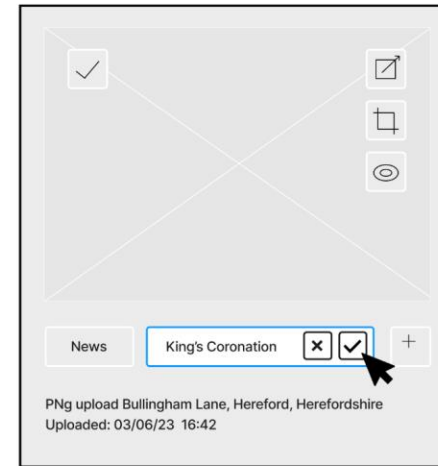 News
King's Coronation
PNg upload Bullingham Lane, Hereford, Herefordshire
Uploaded: 03/06/23 16:42